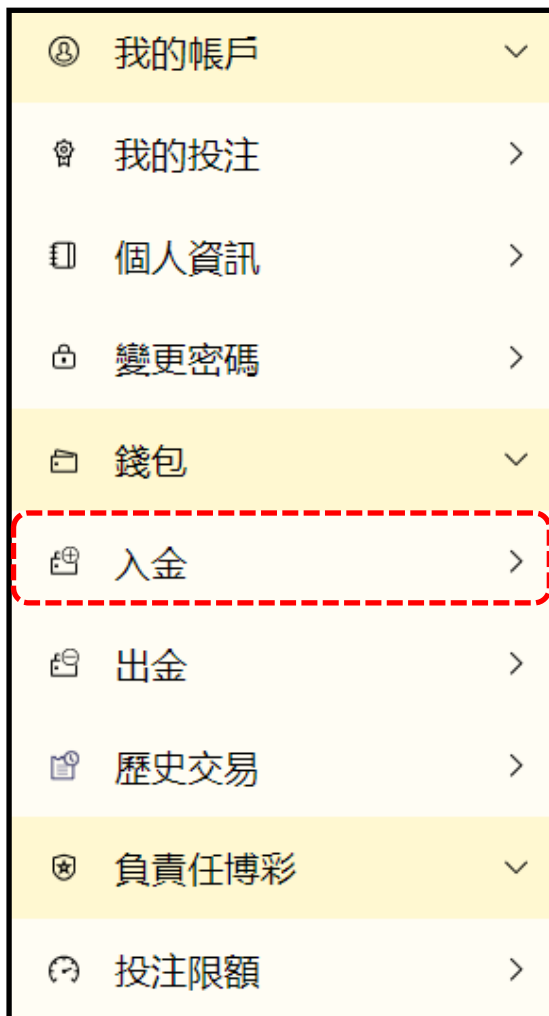 我的帳戶
我的投注
個人資訊
變更密碼
錢包
入金
出金
歷史交易
負責任博彩
投注限額